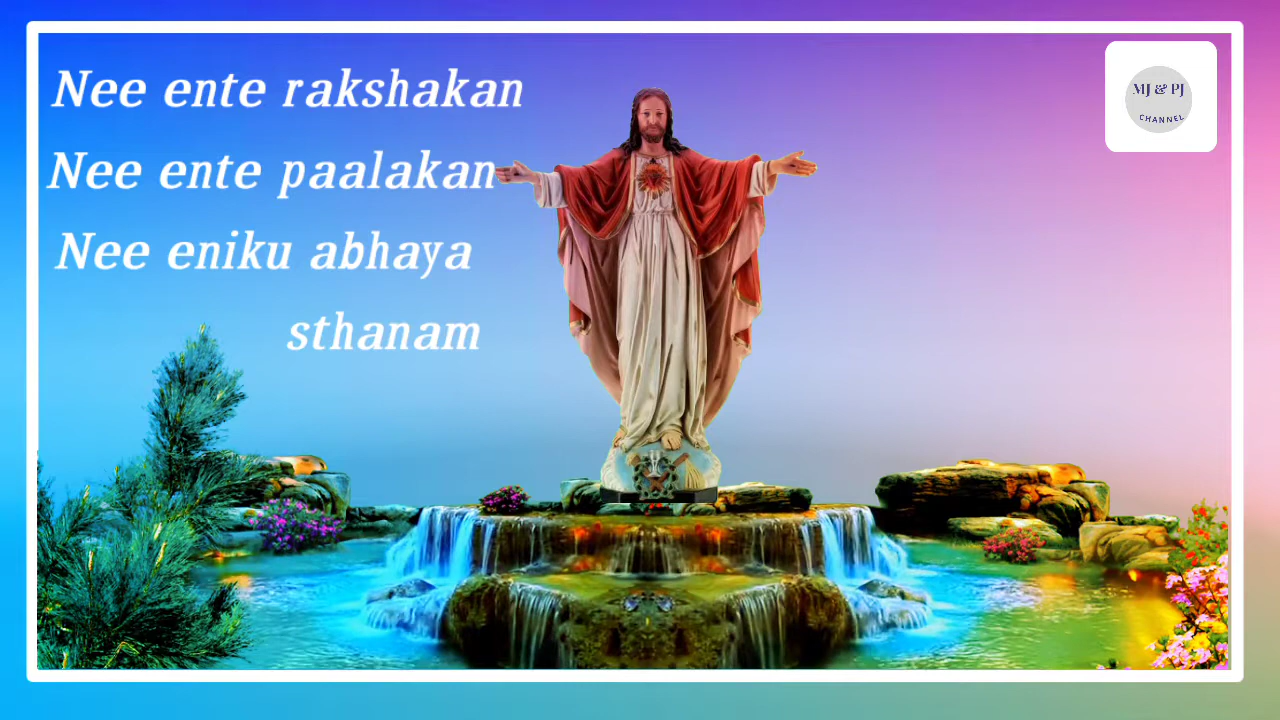 Nee ente rakshakan
Nee ente paalakan
Nee eniku abhaya
sthanam
MJ & PJ
CHANNEL